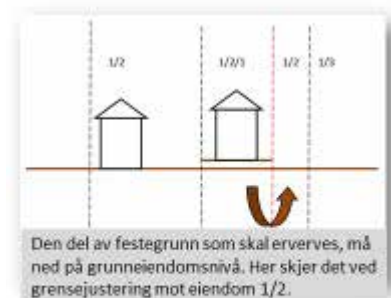 1/2 1/2/1 1/2 1/3
Den del av festegrunn som skal erverves, må
ned på grunneiendomsnivå. Her skjer det ved
grensejustering mot eiendom 1/2.